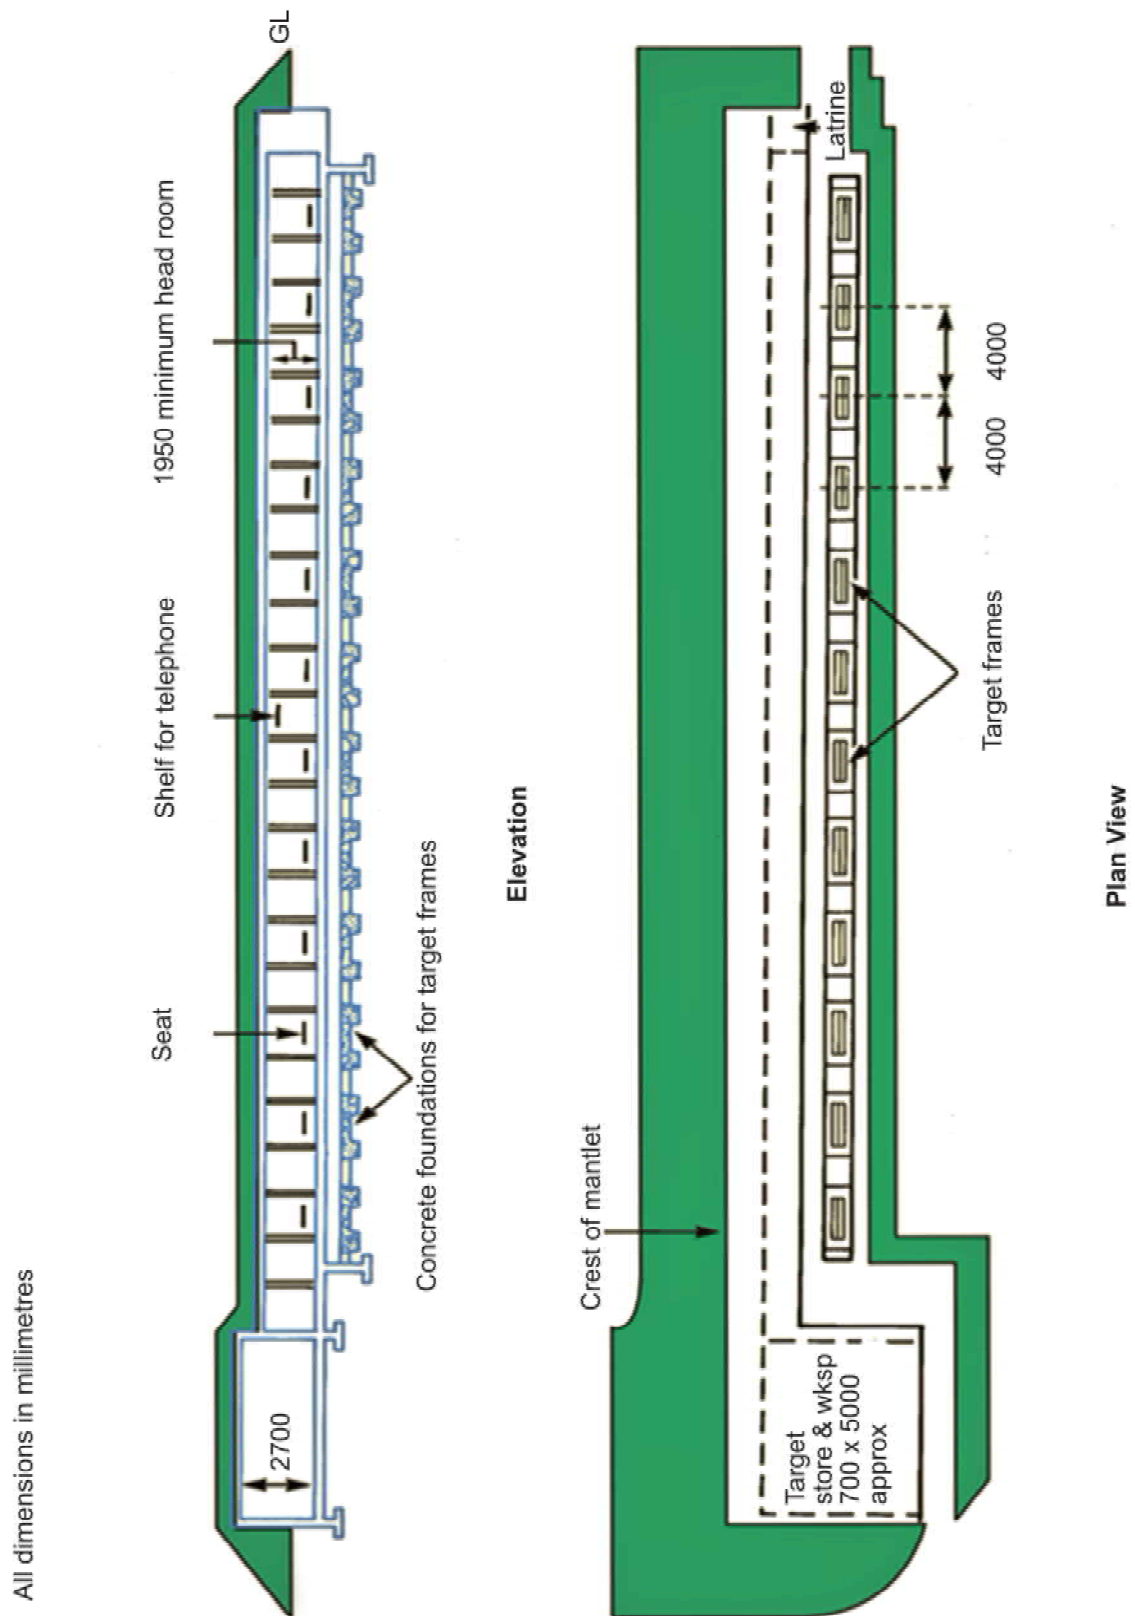 All dimensions in millimetres
Seat
Shelf for telephone
1950 minimum head room
GL
2700
Concrete foundations for target frames
Elevation
Crest of mantlet
Target
store & wksp
700 x 5000
approx
Latrine
Target frames
4000
4000
Plan View